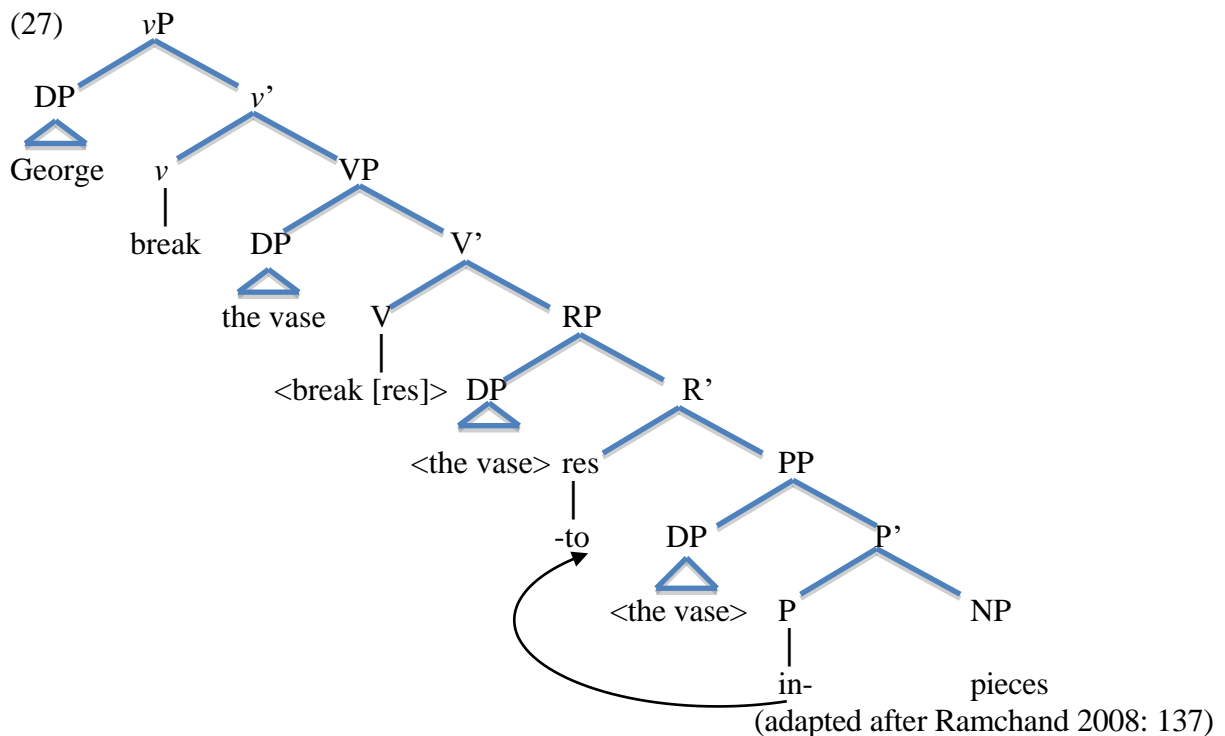 (27) vP
DP v’
George v VP
break DP V’
the vase V RP
<break [res]> DP R’
<the vase> res PP
-to DP P’
<the vase> P NP
in- pieces
(adapted after Ramchand 2008: 137)